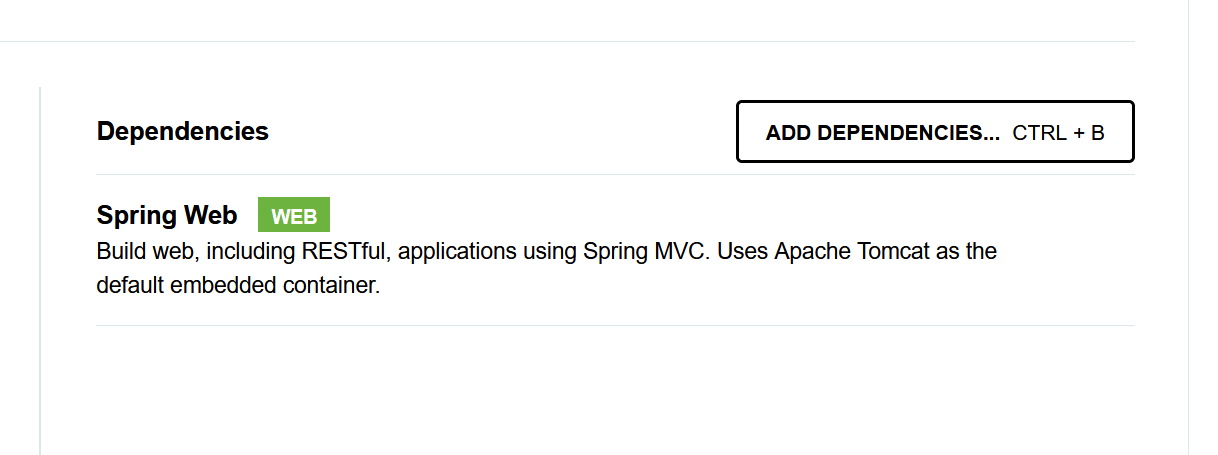 Dependencies
ADD DEPENDENCIES... CTRL + B
Spring Web WEB
Build web, including RESTful, applications using Spring MVC. Uses Apache Tomcat as the
default embedded container.